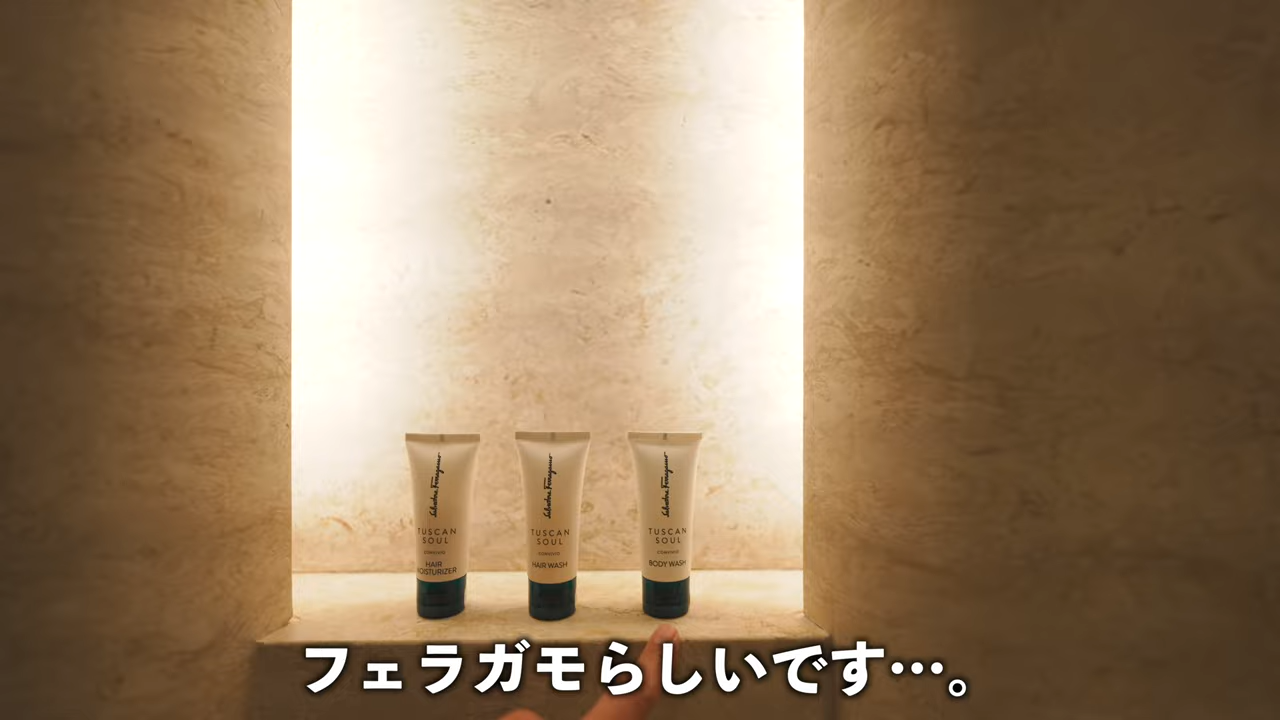 Salvatore Ferragamo
TUSCAN
SOUL
HAIR
MOISTURIZER
Salvatore Ferragamo
TUSCAN
SOUL
HAIR WASH
Salvatore Ferragamo
TUSCAN
SOUL
BODY WASH
フェラガモらしいです…。